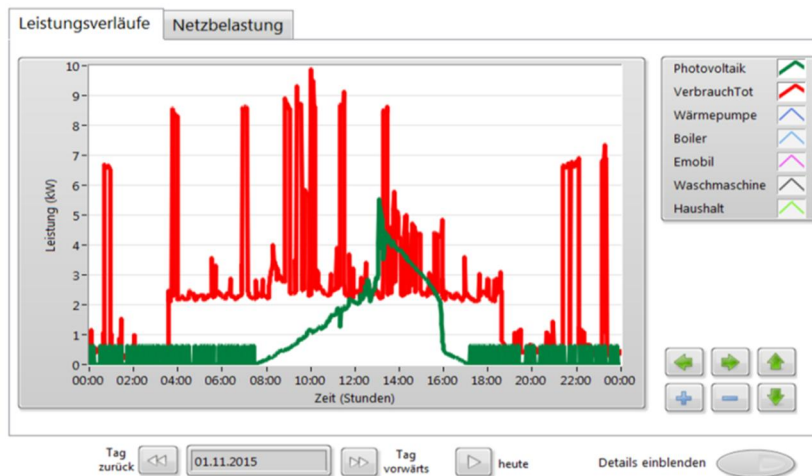 Leistungsverläufe
Netzbelastung
Leistung (kW)
10
9
8
7
6
5
4
3
2
1
0
00:00 02:00 04:00 06:00 08:00 10:00 12:00 14:00 16:00 18:00 20:00 22:00 00:00
Zeit (Stunden)
Photovoltaik
VerbrauchTot
Wärmepumpe
Boiler
Emobil
Waschmaschine
Haushalt
Tag zurück
01.11.2015
Tag vorwärts
heute
Details einblenden